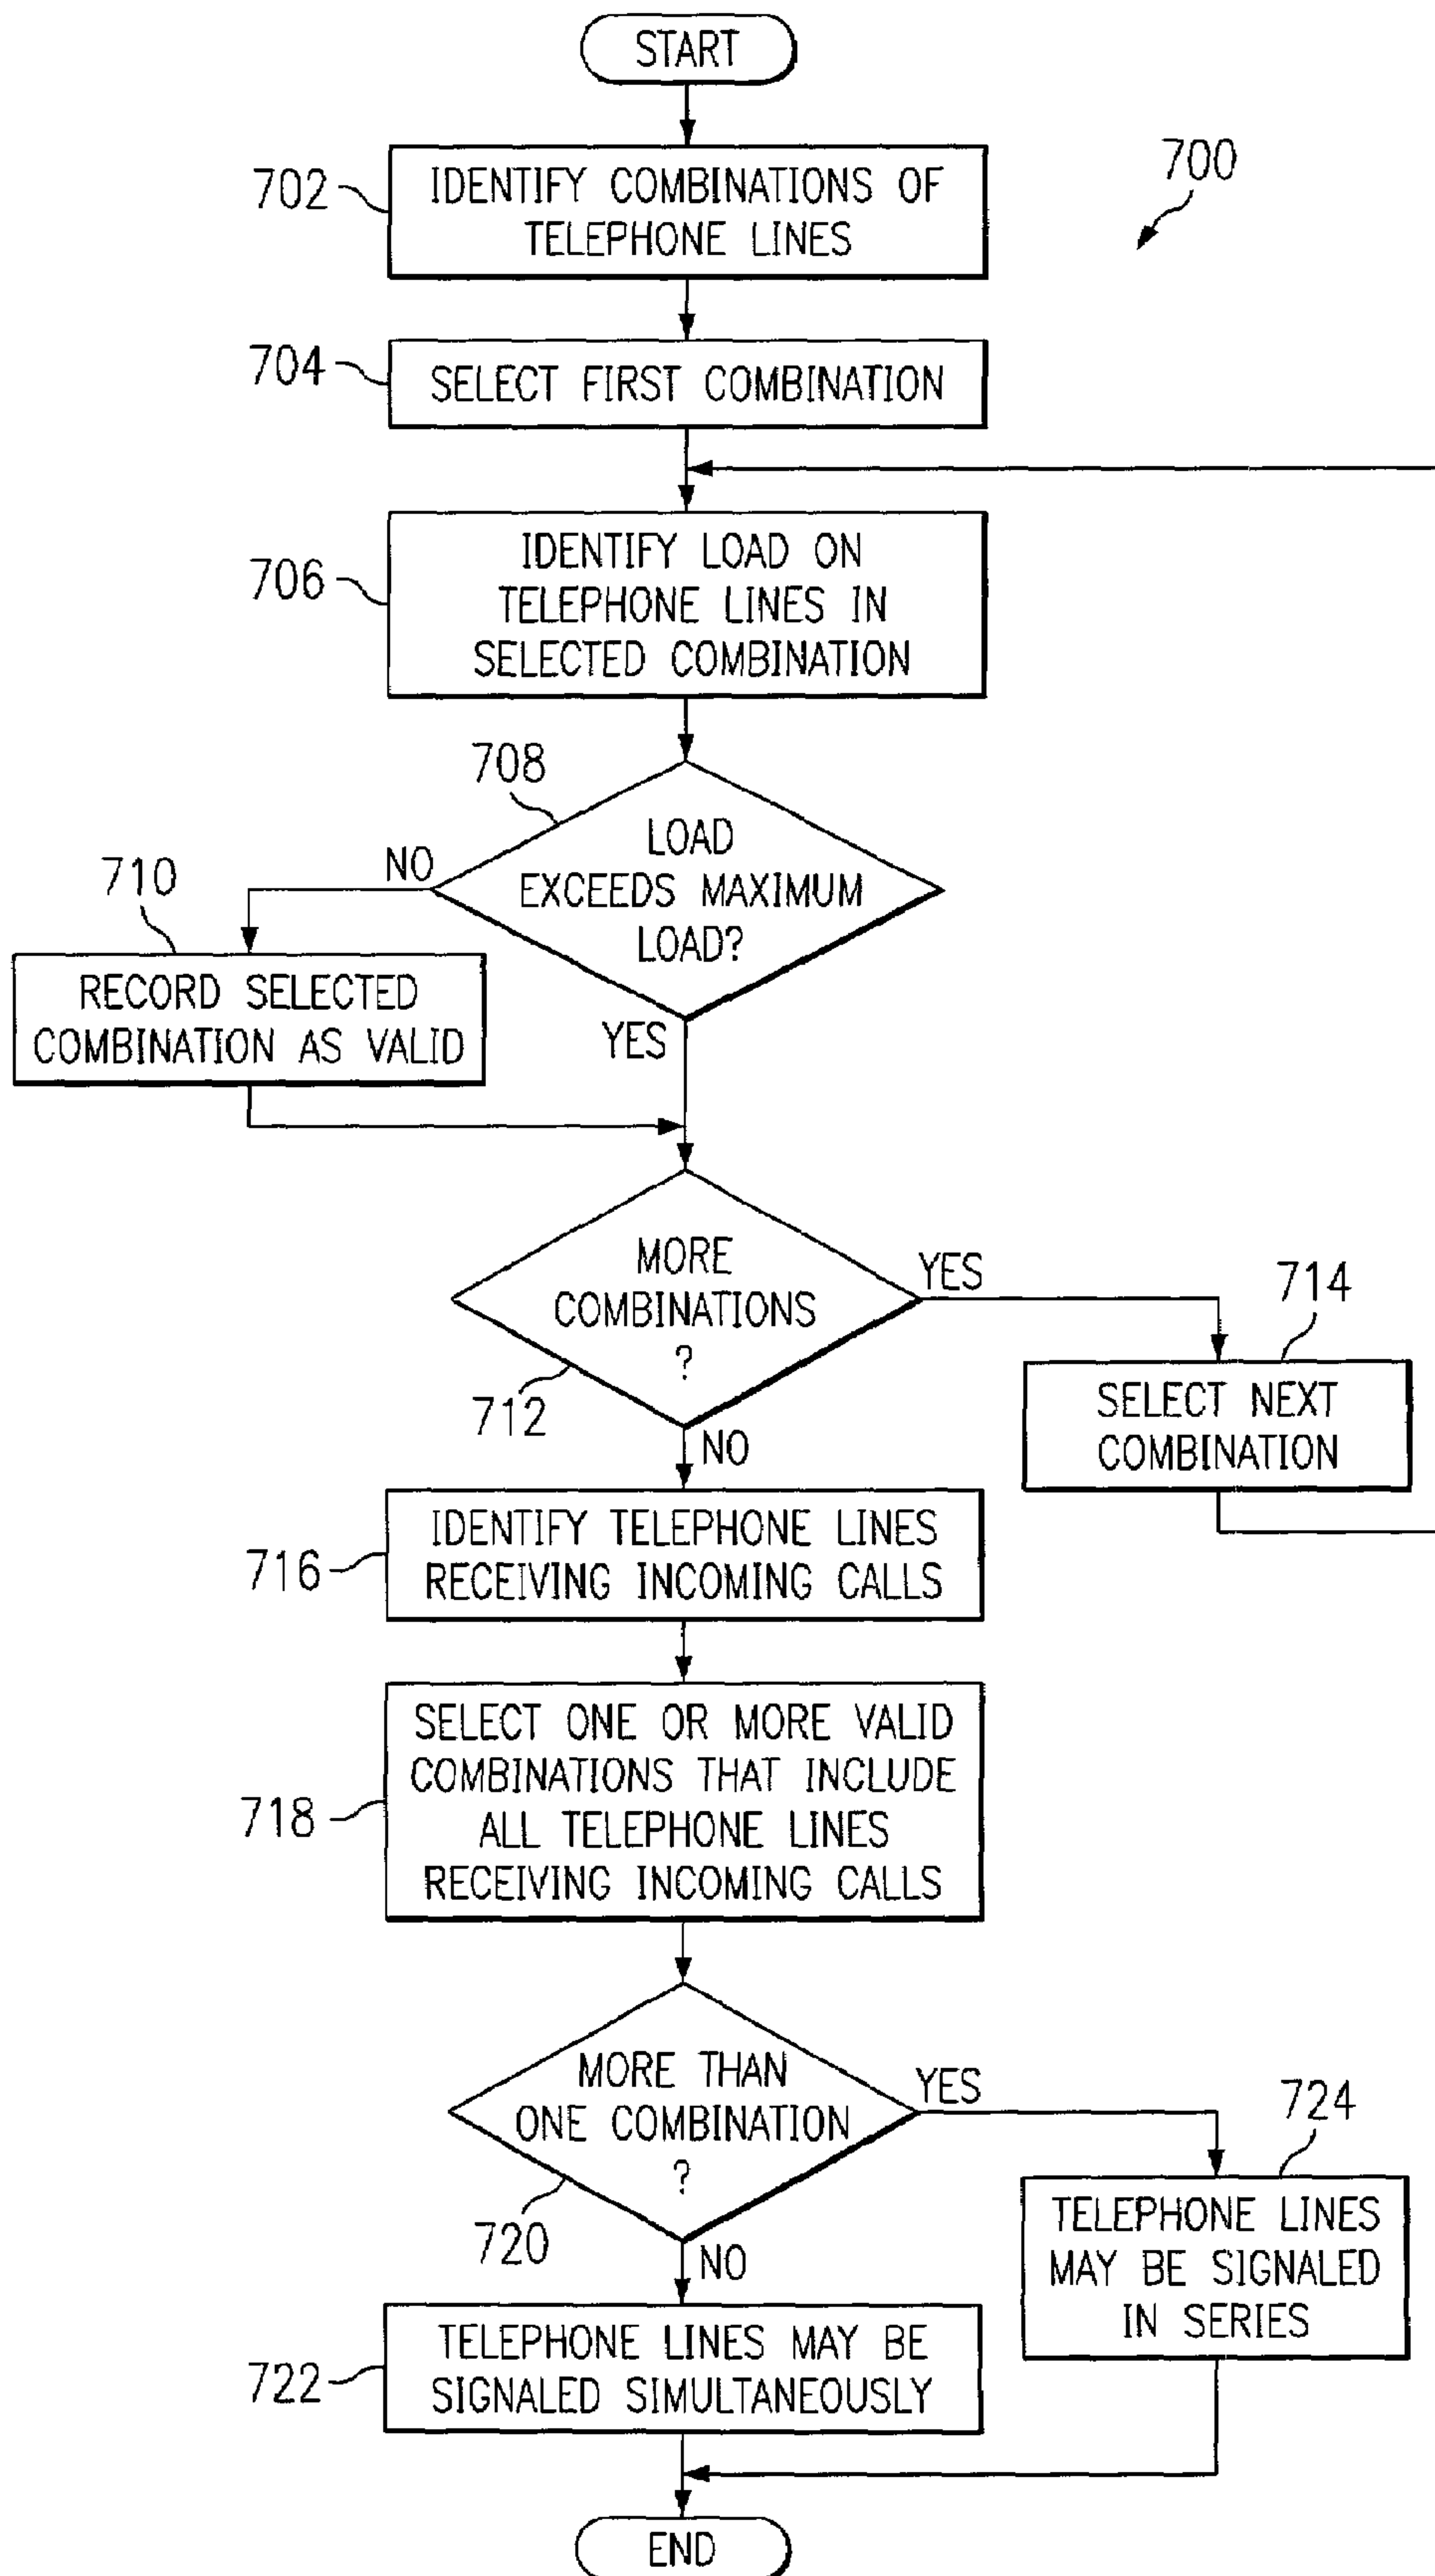 START
700
702
IDENTIFY COMBINATIONS OF
TELEPHONE LINES
704
SELECT FIRST COMBINATION
706
IDENTIFY LOAD ON
TELEPHONE LINES IN
SELECTED COMBINATION
708
LOAD
EXCEEDS MAXIMUM
LOAD?
NO
710
RECORD SELECTED
COMBINATION AS VALID
YES
MORE
COMBINATIONS
?
712
YES
714
SELECT NEXT
COMBINATION
NO
716
IDENTIFY TELEPHONE LINES
RECEIVING INCOMING CALLS
718
SELECT ONE OR MORE VALID
COMBINATIONS THAT INCLUDE
ALL TELEPHONE LINES
RECEIVING INCOMING CALLS
MORE THAN
ONE COMBINATION
?
720
YES
724
TELEPHONE LINES
MAY BE SIGNALED
IN SERIES
NO
722
TELEPHONE LINES MAY BE
SIGNALED SIMULTANEOUSLY
END